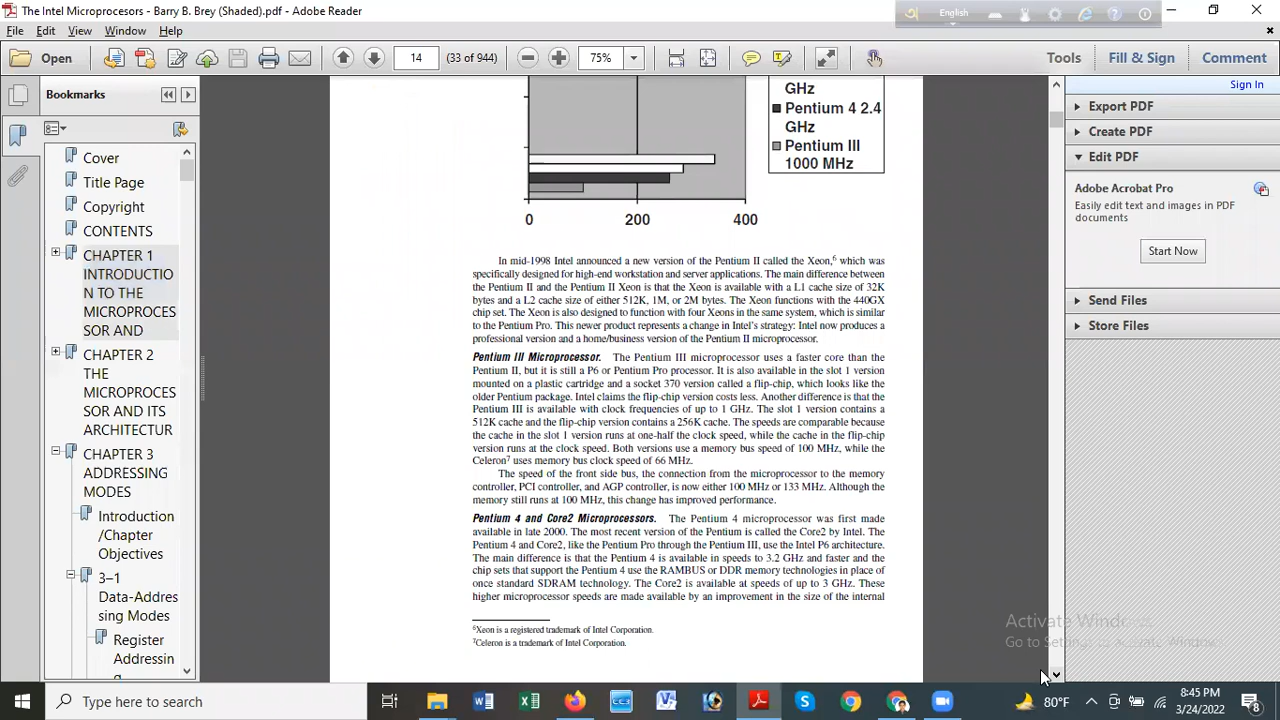 The Intel Microprocesors - Barry B. Brey (Shaded).pdf - Adobe Reader
English
File Edit View Window Help
Open
14
(33 of 944)
75%
Tools
Fill & Sign
Comment
Bookmarks
Cover
Title Page
Copyright
CONTENTS
CHAPTER 1
INTRODUCTIO
N TO THE
MICROPROCES
SOR AND
CHAPTER 2
THE
MICROPROCES
SOR AND ITS
ARCHITECTUR
CHAPTER 3
ADDRESSING
MODES
Introduction
/Chapter
Objectives
3–1
Data-Addres
sing Modes
Register
Addressin
g
GHz
Pentium 4 2.4
GHz
Pentium III
1000 MHz
0 200 400
In mid-1998 Intel announced a new version of the Pentium II called the Xeon,6 which was
specifically designed for high-end workstation and server applications. The main difference between
the Pentium II and the Pentium II Xeon is that the Xeon is available with a L1 cache size of 32K
bytes and a L2 cache size of either 512K, 1M, or 2M bytes. The Xeon functions with the 440GX
chip set. The Xeon is also designed to function with four Xeons in the same system, which is similar
to the Pentium Pro. This newer product represents a change in Intel's strategy: Intel now produces a
professional version and a home/business version of the Pentium II microprocessor.
Pentium III Microprocessor. The Pentium III microprocessor uses a faster core than the
Pentium II, but it is still a P6 or Pentium Pro processor. It is also available in the slot 1 version
mounted on a plastic cartridge and a socket 370 version called a flip-chip, which looks like the
older Pentium package. Intel claims the flip-chip version costs less. Another difference is that the
Pentium III is available with clock frequencies of up to 1 GHz. The slot 1 version contains a
512K cache and the flip-chip version contains a 256K cache. The speeds are comparable because
the cache in the slot 1 version runs at one-half the clock speed, while the cache in the flip-chip
version runs at the clock speed. Both versions use a memory bus speed of 100 MHz, while the
Celeron7 uses memory bus clock speed of 66 MHz.
The speed of the front side bus, the connection from the microprocessor to the memory
controller, PCI controller, and AGP controller, is now either 100 MHz or 133 MHz. Although the
memory still runs at 100 MHz, this change has improved performance.
Pentium 4 and Core2 Microprocessors. The Pentium 4 microprocessor was first made
available in late 2000. The most recent version of the Pentium is called the Core2 by Intel. The
Pentium 4 and Core2, like the Pentium Pro through the Pentium III, use the Intel P6 architecture.
The main difference is that the Pentium 4 is available in speeds to 3.2 GHz and faster and the
chip sets that support the Pentium 4 use the RAMBUS or DDR memory technologies in place of
once standard SDRAM technology. The Core2 is available at speeds of up to 3 GHz. These
higher microprocessor speeds are made available by an improvement in the size of the internal
6Xeon is a registered trademark of Intel Corporation.
7Celeron is a trademark of Intel Corporation.
Sign In
Export PDF
Create PDF
Edit PDF
Adobe Acrobat Pro
Easily edit text and images in PDF
documents
Start Now
Send Files
Store Files
Activate Windows
Go to Settings to activate Windows.
Type here to search
80°F
8:45 PM
3/24/2022
8